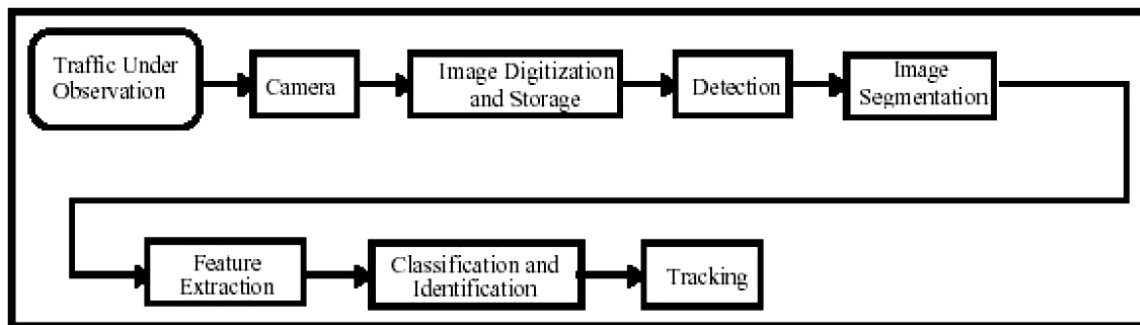 Traffic Under
Observation
Camera
Image Digitization
and Storage
Detection
Image
Segmentation
Feature
Extraction
Classification and
Identification
Tracking